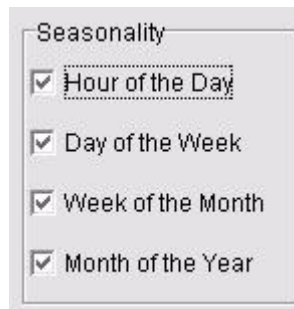 Seasonality
Hour of the Day
Day of the Week
Week of the Month
Month of the Year